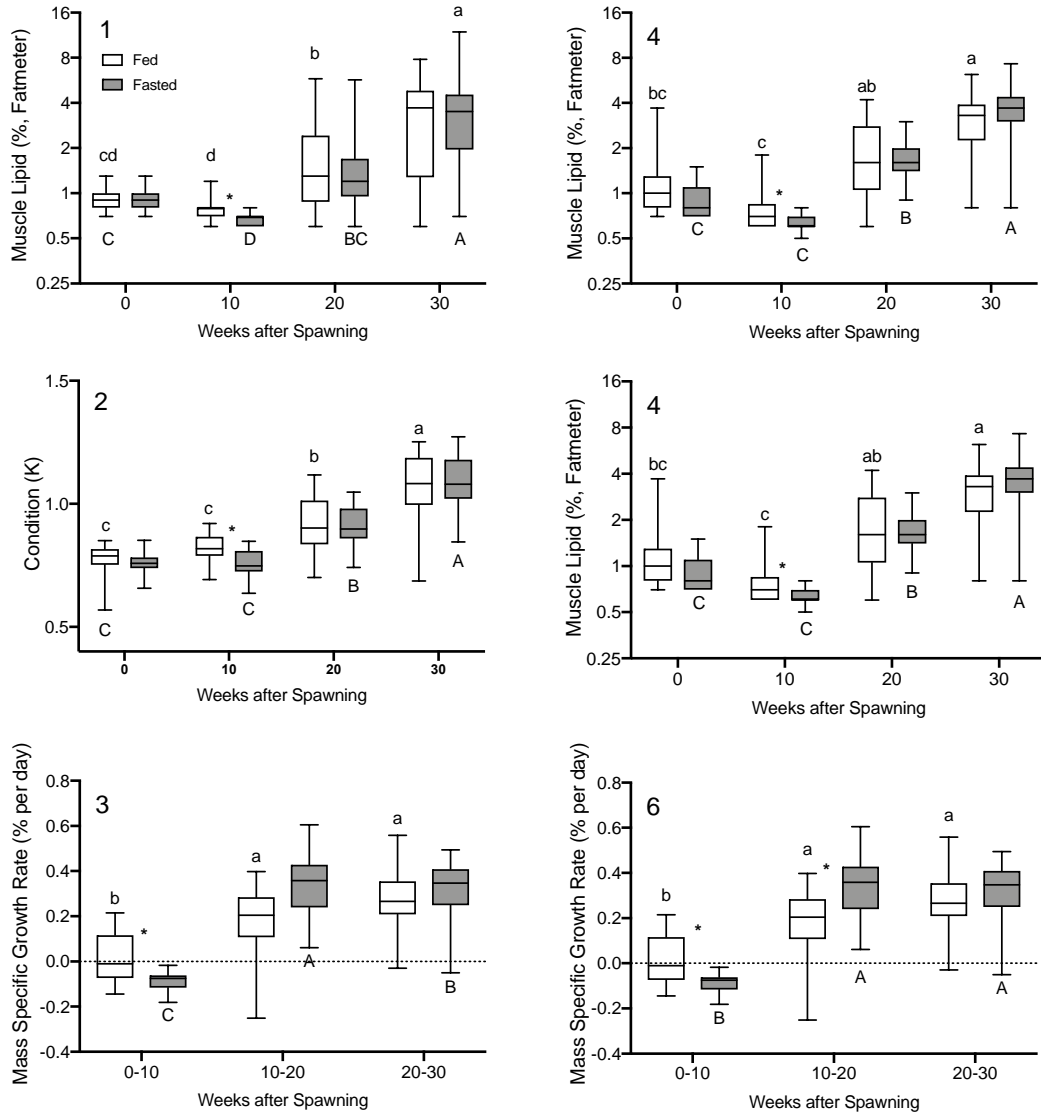 1
Fed
Fasted
Muscle Lipid (%, Fatmeter)
16
8
4
2
1
0.5
0.25
cd
d
b
a
*
C
D
BC
A
0
10
20
30
Weeks after Spawning
4
Muscle Lipid (%, Fatmeter)
16
8
4
2
1
0.5
0.25
bc
c
ab
a
*
C
C
B
A
0
10
20
30
Weeks after Spawning
2
Condition (K)
1.5
1.0
0.5
c
c
b
a
*
C
C
B
A
0
10
20
30
Weeks after Spawning
4
Muscle Lipid (%, Fatmeter)
16
8
4
2
1
0.5
0.25
bc
c
ab
a
*
C
C
B
A
0
10
20
30
Weeks after Spawning
3
Mass Specific Growth Rate (% per day)
0.8
0.6
0.4
0.2
0.0
-0.2
-0.4
b
a
a
*
C
A
B
0-10
10-20
20-30
Weeks after Spawning
6
Mass Specific Growth Rate (% per day)
0.8
0.6
0.4
0.2
0.0
-0.2
-0.4
b
a
a
*
*
B
A
A
0-10
10-20
20-30
Weeks after Spawning